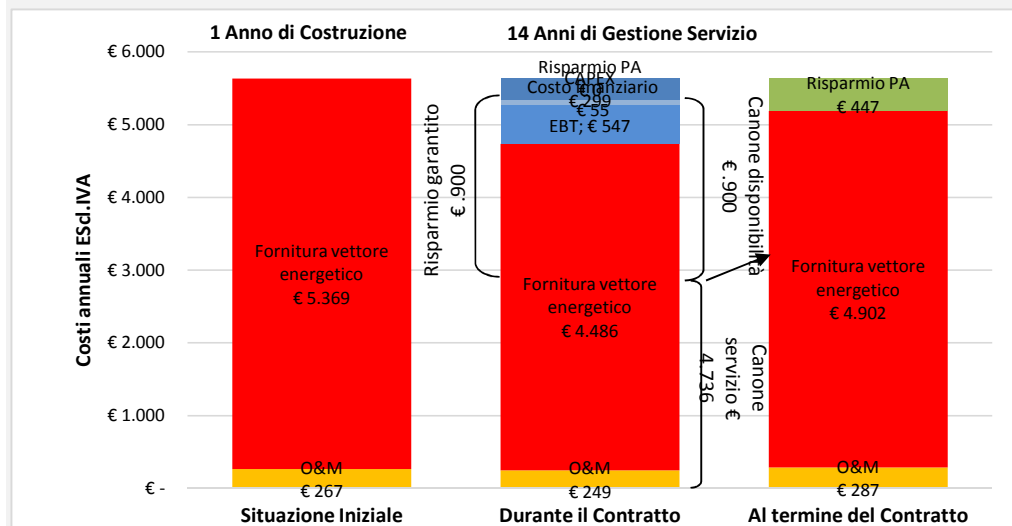 1 Anno di Costruzione
14 Anni di Gestione Servizio
Costi annuali EScl.IVA
€ 6.000
€ 5.000
€ 4.000
€ 3.000
€ 2.000
€ 1.000
€ -
Fornitura vettore
energetico
€ 5.369
O&M
€ 267
Situazione Iniziale
Risparmio garantito
€ .900
Risparmio PA
CAPEX
Costo finanziario
€ 299
€ 55
EBT; € 547
Fornitura vettore
energetico
€ 4.486
O&M
€ 249
Durante il Contratto
Canone disponibilità
€ .900
Canone
servizio €
4.736
Risparmio PA
€ 447
Fornitura vettore
energetico
€ 4.902
O&M
€ 287
Al termine del Contratto